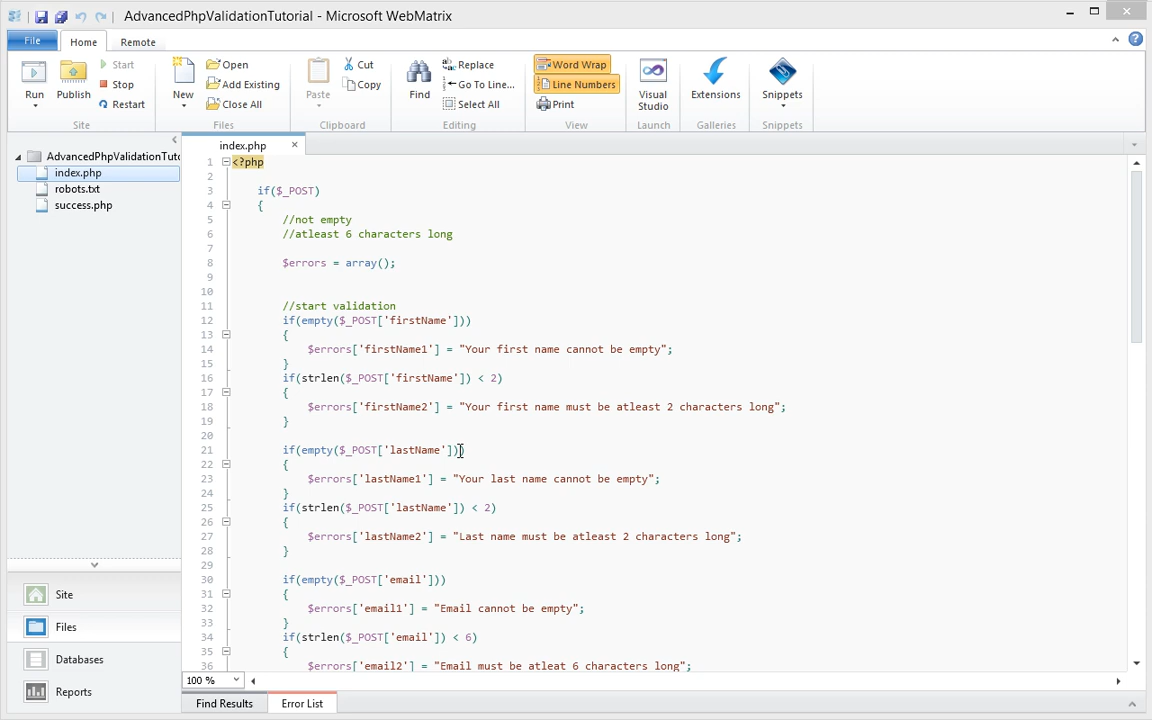 AdvancedPhpValidationTutorial - Microsoft WebMatrix
File Home Remote
Run
Publish
Start
Stop
Restart
Site
New
Open
Add Existing
Close All
Files
Paste
Cut
Copy
Clipboard
Find
Replace
Go To Line...
Select All
Editing
Word Wrap
Line Numbers
Print
View
Visual Studio
Launch
Extensions
Galleries
Snippets
Snippets
AdvancedPhpValidationTuto
index.php
robots.txt
success.php
Site
Files
Databases
Reports
index.php
1 <?php
2
3 if($_POST)
4 {
5 //not empty
6 //atleast 6 characters long
7
8 $errors = array();
9
10
11 //start validation
12 if(empty($_POST['firstName']))
13 {
14 $errors['firstName1'] = "Your first name cannot be empty";
15 }
16 if(strlen($_POST['firstName']) < 2)
17 {
18 $errors['firstName2'] = "Your first name must be atleast 2 characters long";
19 }
20
21 if(empty($_POST['lastName']))
22 {
23 $errors['lastName1'] = "Your last name cannot be empty";
24 }
25 if(strlen($_POST['lastName']) < 2)
26 {
27 $errors['lastName2'] = "Last name must be atleast 2 characters long";
28 }
29
30 if(empty($_POST['email']))
31 {
32 $errors['email1'] = "Email cannot be empty";
33 }
34 if(strlen($_POST['email']) < 6)
35 {
36 $errors['email2'] = "Email must be atleat 6 characters long";
100 %
Find Results Error List